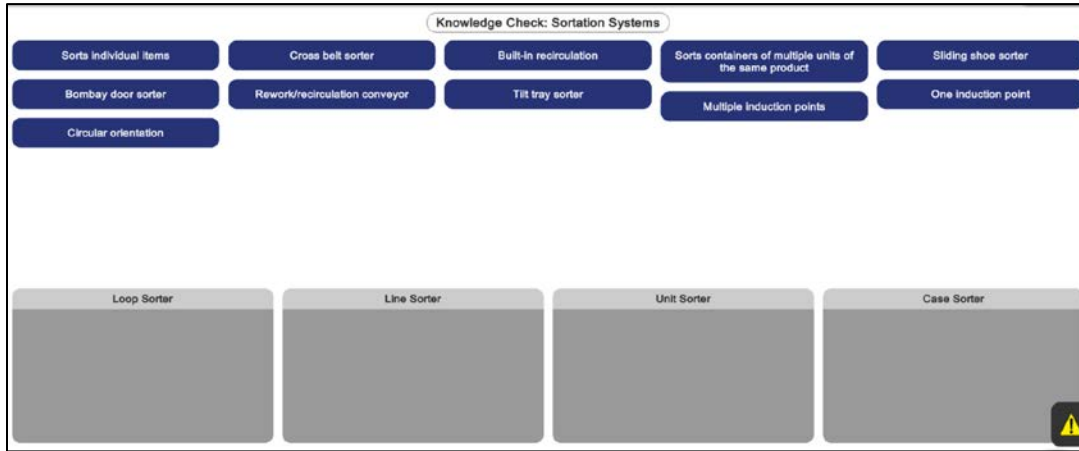 Knowledge Check: Sortation Systems
Sorts individual items
Cross belt sorter
Built-in recirculation
Sorts containers of multiple units of
the same product
Sliding shoe sorter
Bombay door sorter
Rework/recirculation conveyor
Tilt tray sorter
Multiple induction points
One induction point
Circular orientation
Loop Sorter
Line Sorter
Unit Sorter
Case Sorter